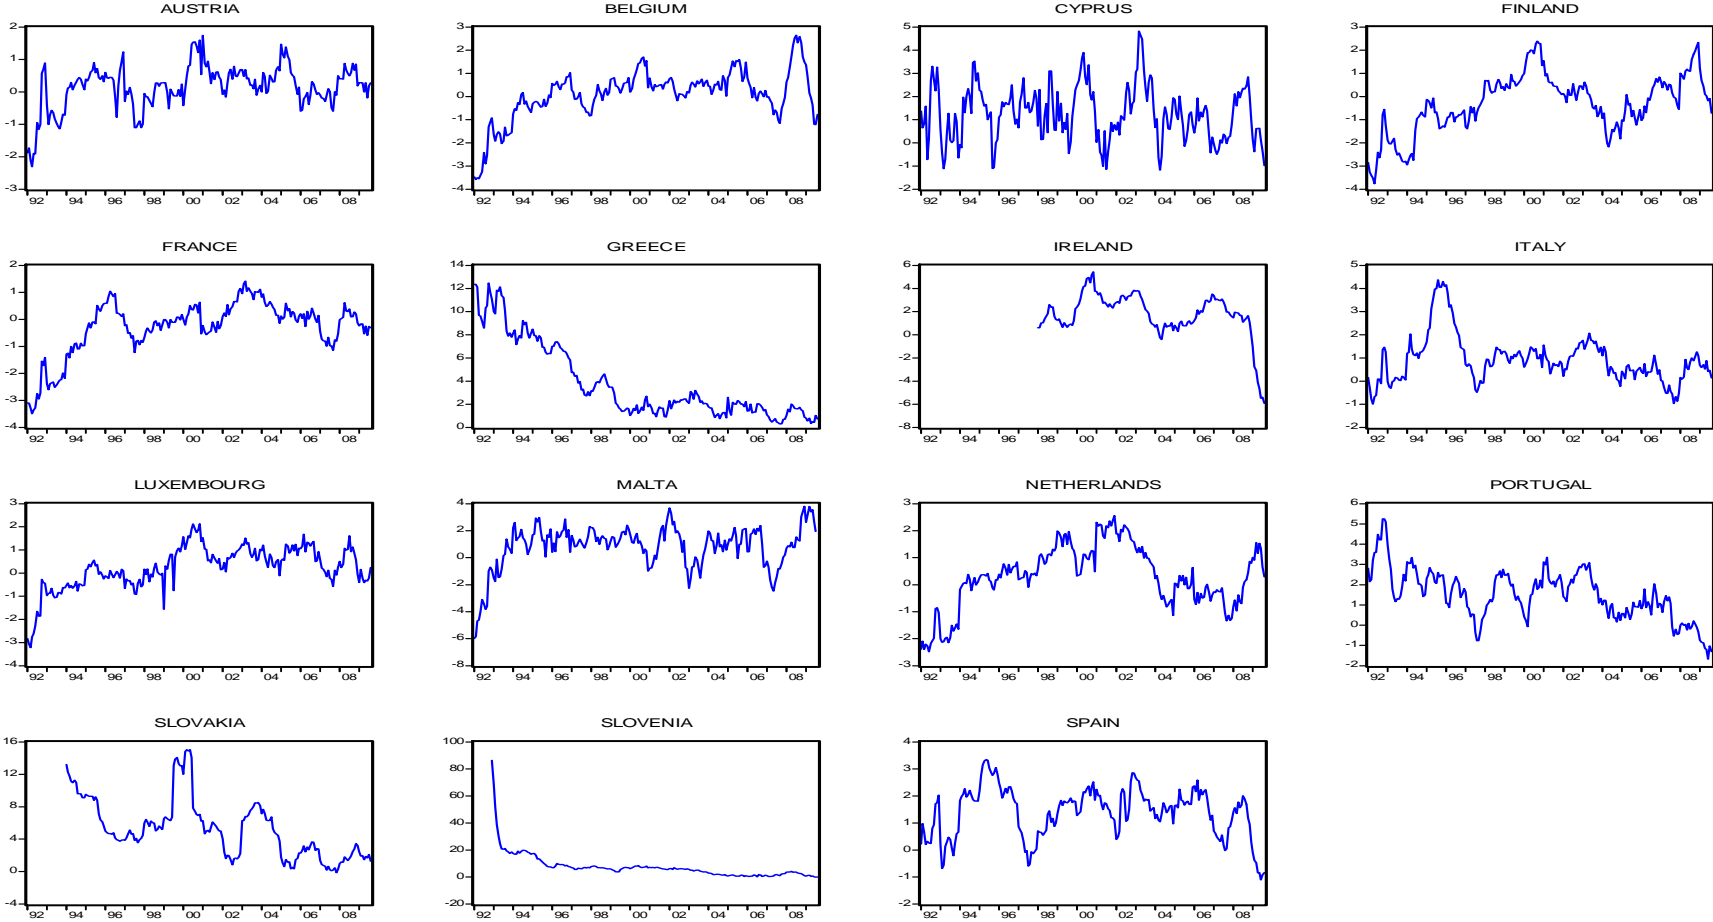 AUSTRIA BELGIUM CYPRUS FINLAND
2 3 5 3
1 2 4 2
0 1 3 1
-1 0 2 0
-2 -1 1 -1
-3 -2 0 -2
-3 -1 -3
-4 -2 -4
92 94 96 98 00 02 04 06 08 92 94 96 98 00 02 04 06 08 92 94 96 98 00 02 04 06 08 92 94 96 98 00 02 04 06 08
FRANCE GREECE IRELAND ITALY
2 14 6 5
1 12 4 4
0 10 2 3
-1 8 0 2
-2 6 -2 1
-3 4 -4 0
-4 2 -6 -1
0 -8 -2
92 94 96 98 00 02 04 06 08 92 94 96 98 00 02 04 06 08 92 94 96 98 00 02 04 06 08 92 94 96 98 00 02 04 06 08
LUXEMBOURG MALTA NETHERLANDS PORTUGAL
3 4 3 6
2 2 2 5
1 0 1 4
0 -2 0 3
-1 -4 -1 2
-2 -6 -2 1
-3 -8 -3 0
-4 -1
-2
92 94 96 98 00 02 04 06 08 92 94 96 98 00 02 04 06 08 92 94 96 98 00 02 04 06 08 92 94 96 98 00 02 04 06 08
SLOVAKIA SLOVENIA SPAIN
16 100 4
12 80 3
8 60 2
4 40 1
0 20 0
-4 0 -1
-20 -2
92 94 96 98 00 02 04 06 08 92 94 96 98 00 02 04 06 08 92 94 96 98 00 02 04 06 08